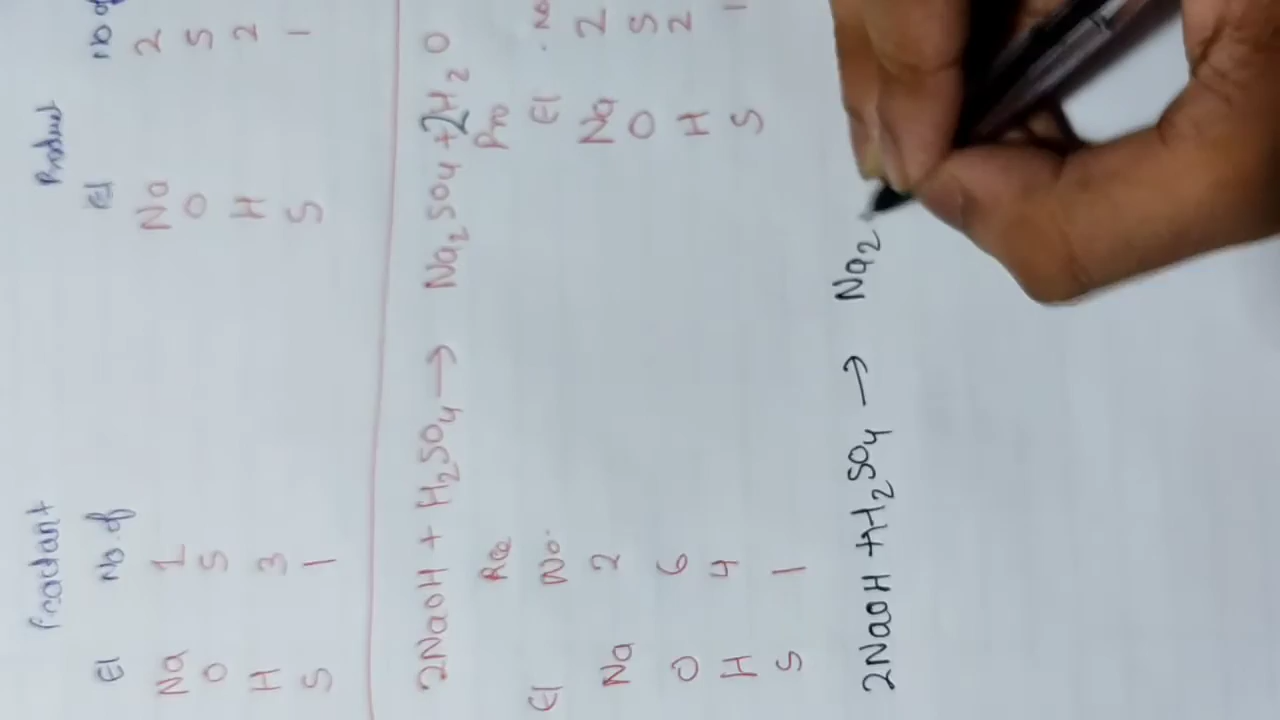 Reactant Product
El No.of El No of
Na 1 Na 2
O 5 O 5
H 3 H 2
S 1 S 1
2NaOH + H2SO4 → Na2SO4 + 2H2O
Rea Pro
El No. El . No
Na 2 Na 2
O 6 O 5
H 4 H 2
S 1 S 1
2NaOH + H2SO4 → Na2